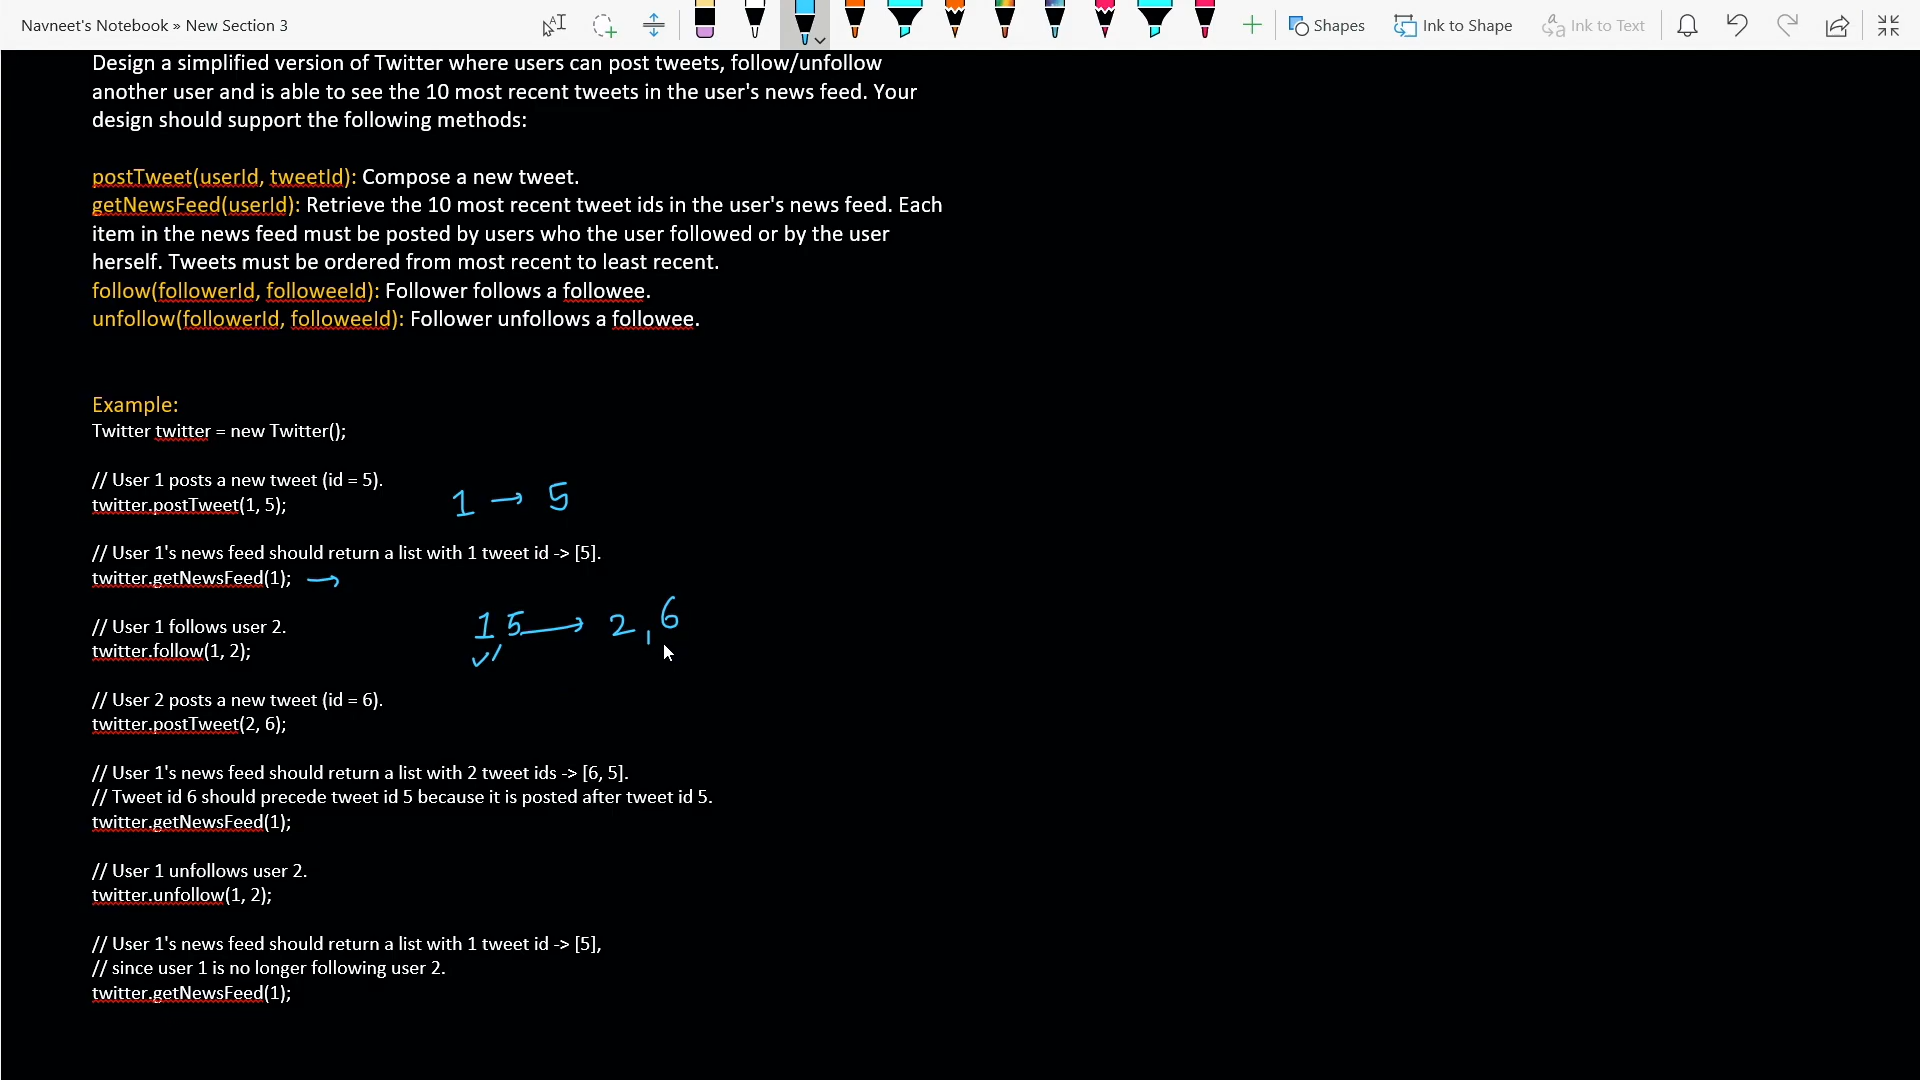 Navneet's Notebook » New Section 3
Shapes
Ink to Shape
Ink to Text
Design a simplified version of Twitter where users can post tweets, follow/unfollow
another user and is able to see the 10 most recent tweets in the user's news feed. Your
design should support the following methods:
postTweet(userId, tweetId): Compose a new tweet.
getNewsFeed(userId): Retrieve the 10 most recent tweet ids in the user's news feed. Each
item in the news feed must be posted by users who the user followed or by the user
herself. Tweets must be ordered from most recent to least recent.
follow(followerId, followeeId): Follower follows a followee.
unfollow(followerId, followeeId): Follower unfollows a followee.
Example:
Twitter twitter = new Twitter();
// User 1 posts a new tweet (id = 5).
twitter.postTweet(1, 5);
1 → 5
// User 1's news feed should return a list with 1 tweet id -> [5].
twitter.getNewsFeed(1); →
// User 1 follows user 2.
1 5 → 2, 6
twitter.follow(1, 2);
// User 2 posts a new tweet (id = 6).
twitter.postTweet(2, 6);
// User 1's news feed should return a list with 2 tweet ids -> [6, 5].
// Tweet id 6 should precede tweet id 5 because it is posted after tweet id 5.
twitter.getNewsFeed(1);
// User 1 unfollows user 2.
twitter.unfollow(1, 2);
// User 1's news feed should return a list with 1 tweet id -> [5],
// since user 1 is no longer following user 2.
twitter.getNewsFeed(1);